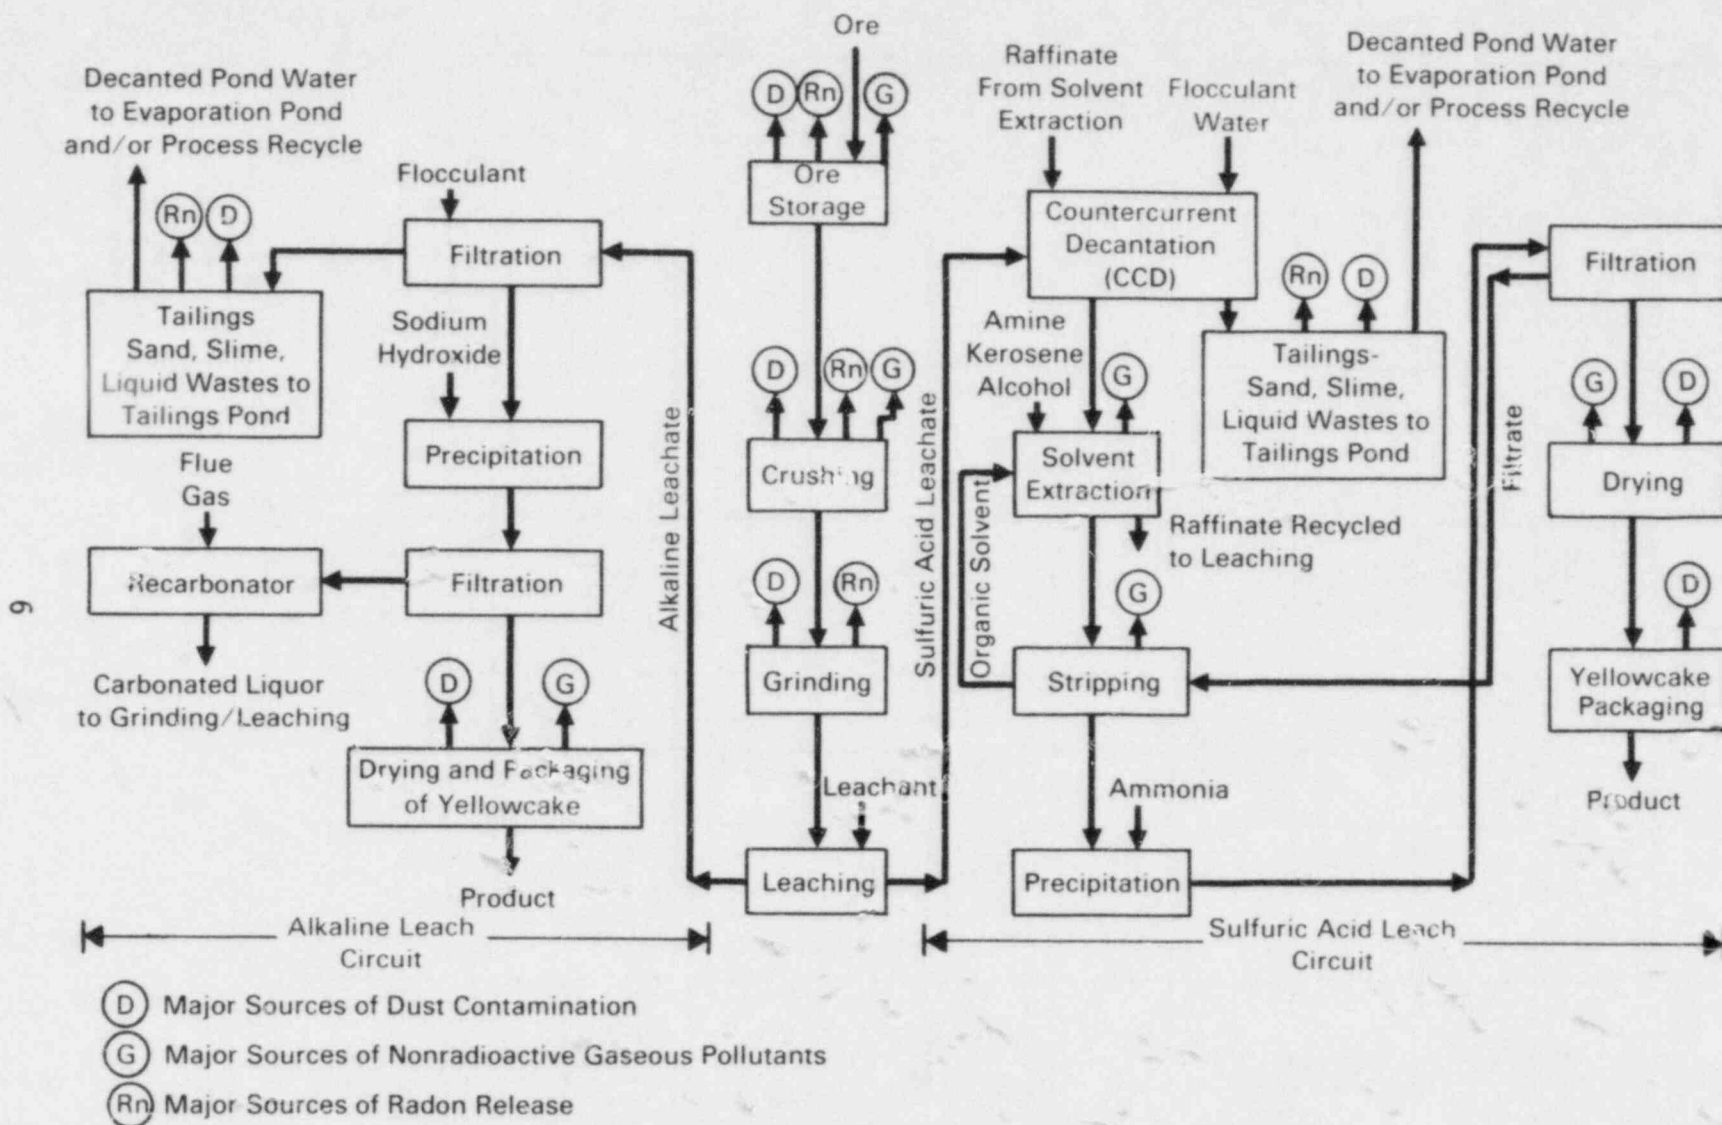 Ore
Decanted Pond Water
to Evaporation Pond
and/or Process Recycle
Rn
D
Flocculant
Filtration
Tailings
Sand, Slime,
Liquid Wastes to
Tailings Pond
Sodium
Hydroxide
Precipitation
Flue
Gas
Recarbonator
Filtration
Carbonated Liquor
to Grinding/Leaching
D
G
Drying and Packaging
of Yellowcake
Product
Alkaline Leach
Circuit
Alkaline Leachate
D
Rn
G
Ore
Storage
D
Rn
G
Crushing
D
Rn
Grinding
Leachant
Leaching
Sulfuric Acid Leachate
Raffinate
From Solvent
Extraction
Flocculant
Water
Countercurrent
Decantation
(CCD)
Amine
Kerosene
Alcohol
G
Solvent
Extraction
Raffinate Recycled
to Leaching
Organic Solvent
G
Stripping
Ammonia
Precipitation
Decanted Pond Water
to Evaporation Pond
and/or Process Recycle
Rn
D
Tailings-
Sand, Slime,
Liquid Wastes to
Tailings Pond
Filtrate
Filtration
G
D
Drying
D
Yellowcake
Packaging
Product
Sulfuric Acid Leach
Circuit
D Major Sources of Dust Contamination
G Major Sources of Nonradioactive Gaseous Pollutants
Rn Major Sources of Radon Release
9